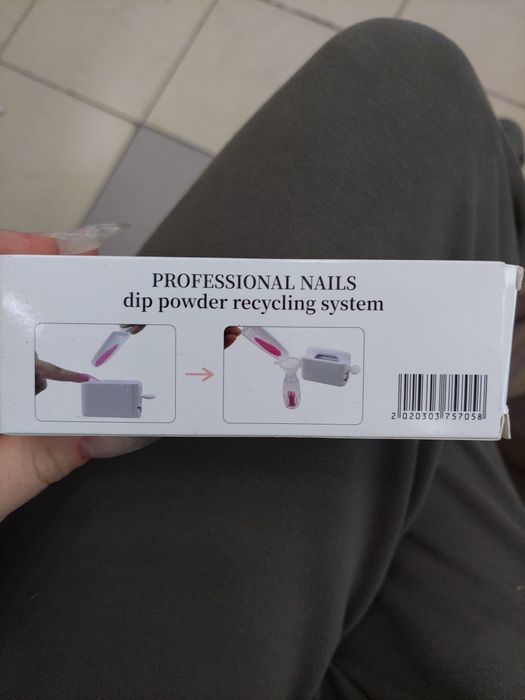 PROFESSIONAL NAILS
dip powder recycling system
2 020303 757058